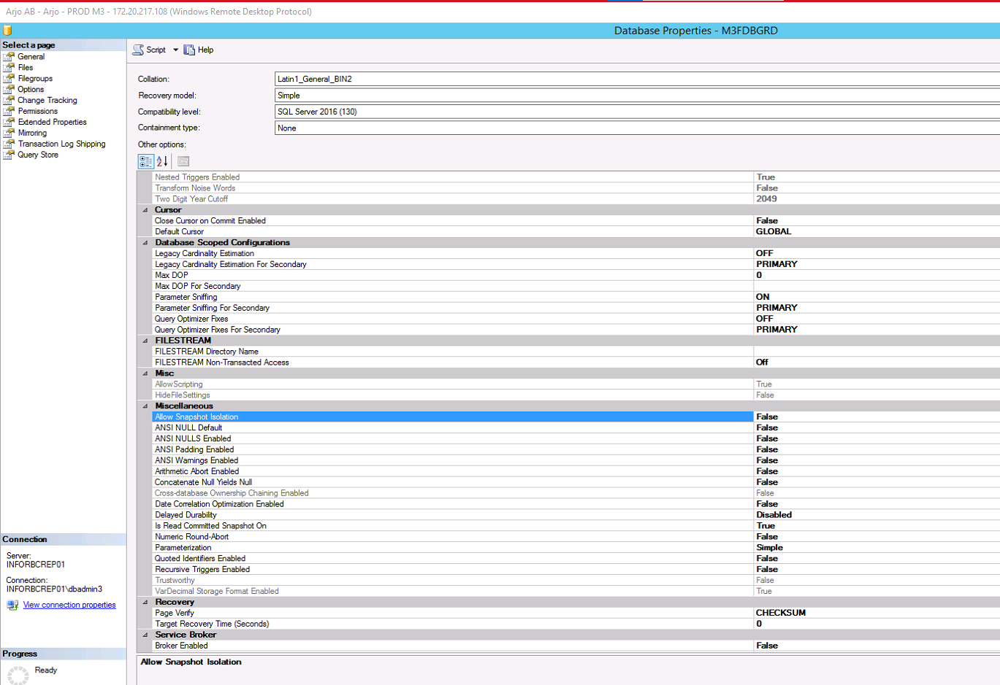 Arjo AB - Arjo - PROD M3 - 172.20.217.108 (Windows Remote Desktop Protocol)
Database Properties - M3FDBGRD
Select a page
General
Files
Filegroups
Options
Change Tracking
Permissions
Extended Properties
Mirroring
Transaction Log Shipping
Query Store
Script Help
Collation: Latin1_General_BIN2
Recovery model: Simple
Compatibility level: SQL Server 2016 (130)
Containment type: None
Other options:
Nested Triggers Enabled True
Transform Noise Words False
Two Digit Year Cutoff 2049
Cursor
Close Cursor on Commit Enabled False
Default Cursor GLOBAL
Database Scoped Configurations
Legacy Cardinality Estimation OFF
Legacy Cardinality Estimation For Secondary PRIMARY
Max DOP 0
Max DOP For Secondary
Parameter Sniffing ON
Parameter Sniffing For Secondary PRIMARY
Query Optimizer Fixes OFF
Query Optimizer Fixes For Secondary PRIMARY
FILESTREAM
FILESTREAM Directory Name
FILESTREAM Non-Transacted Access Off
Misc
AllowScripting True
HideFileSettings False
Miscellaneous
Allow Snapshot Isolation False
ANSI NULL Default False
ANSI NULLS Enabled False
ANSI Padding Enabled False
ANSI Warnings Enabled False
Arithmetic Abort Enabled False
Concatenate Null Yields Null False
Cross-database Ownership Chaining Enabled False
Date Correlation Optimization Enabled False
Delayed Durability Disabled
Is Read Committed Snapshot On True
Numeric Round-Abort False
Parameterization Simple
Quoted Identifiers Enabled False
Recursive Triggers Enabled False
Trustworthy False
VarDecimal Storage Format Enabled True
Recovery
Page Verify CHECKSUM
Target Recovery Time (Seconds) 0
Service Broker
Broker Enabled False
Allow Snapshot Isolation
Connection
Server:
INFORBCREP01
Connection:
INFORBCREP01\dbadmin3
View connection properties
Progress
Ready